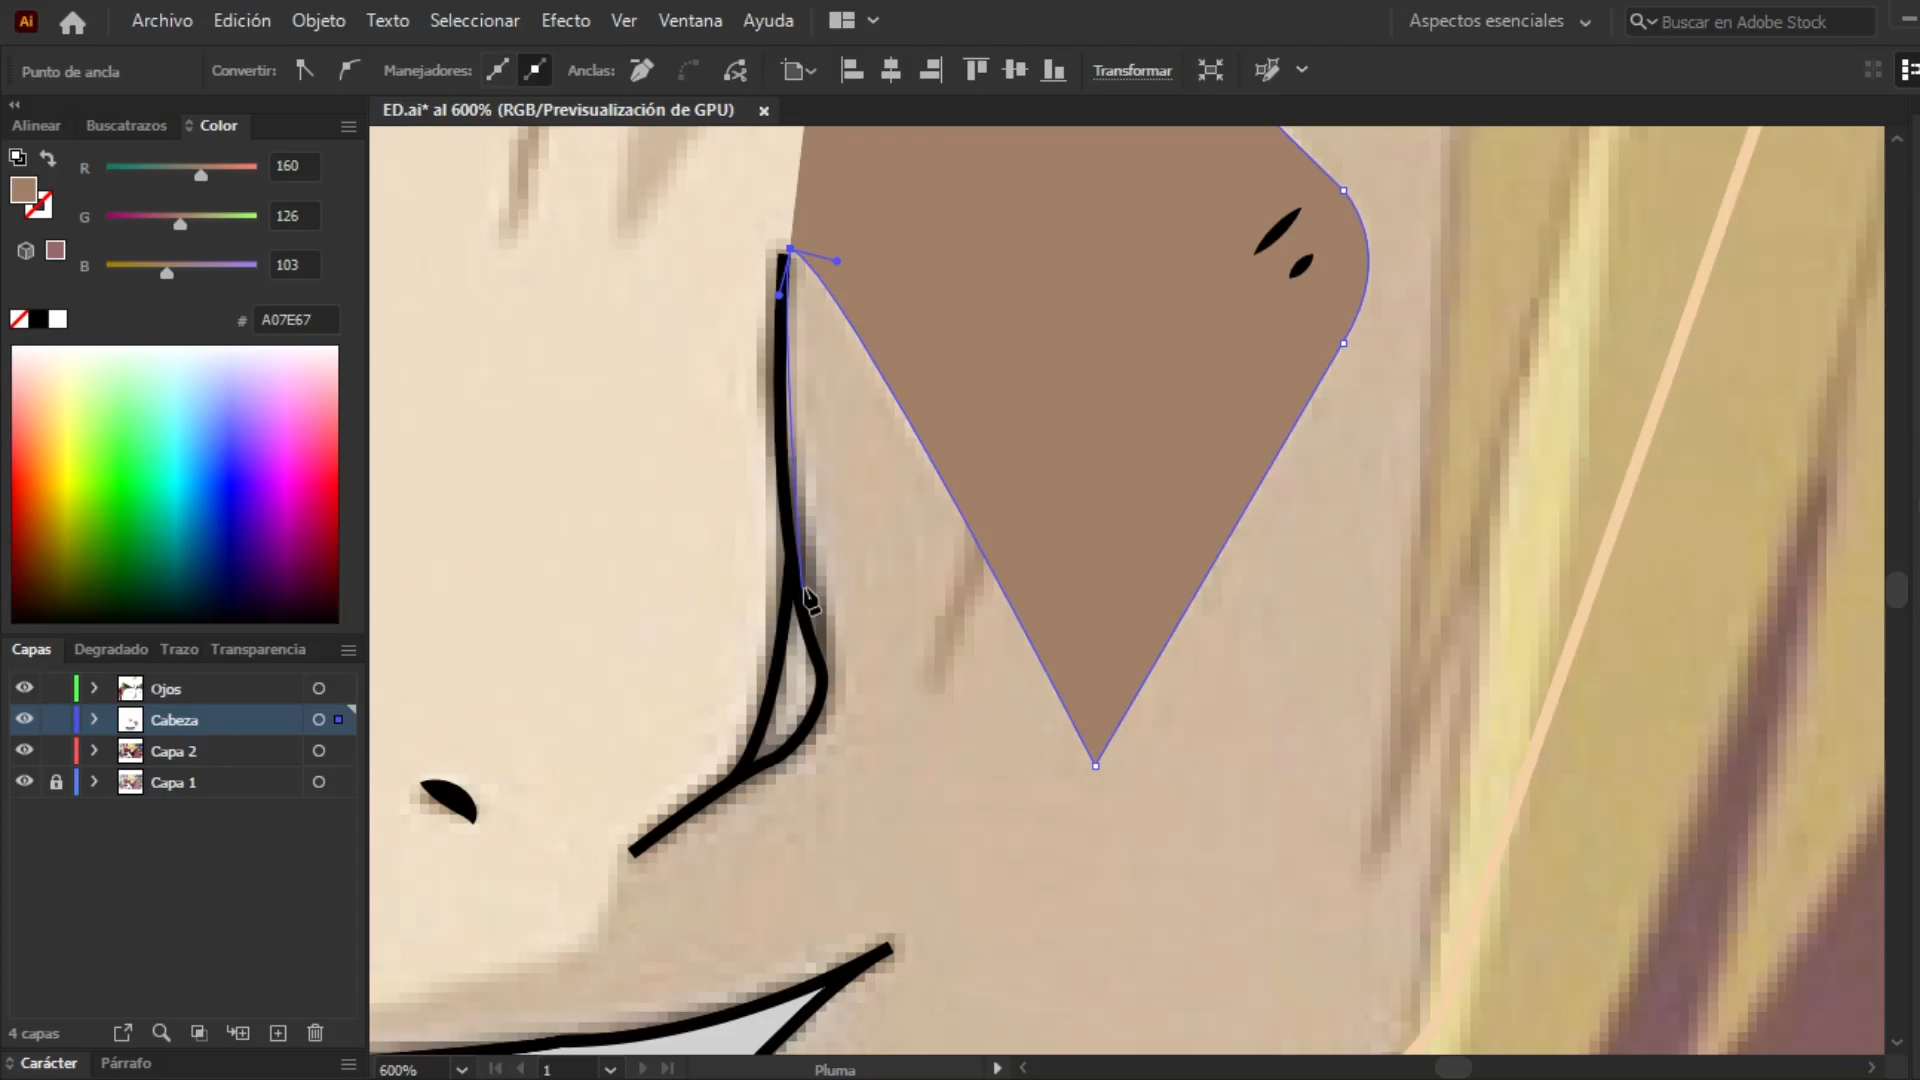 Ai Archivo Edición Objeto Texto Seleccionar Efecto Ver Ventana Ayuda Aspectos esenciales Buscar en Adobe Stock
Punto de ancla Convertir: Manejadores: Anclas: Transformar
ED.ai* al 600% (RGB/Previsualización de GPU)
Alinear Buscatrazos Color
R 160
G 126
B 103
# A07E67
Capas Degradado Trazo Transparencia
Ojos
Cabeza
Capa 2
Capa 1
4 capas
Carácter Párrafo
600% 1 Pluma